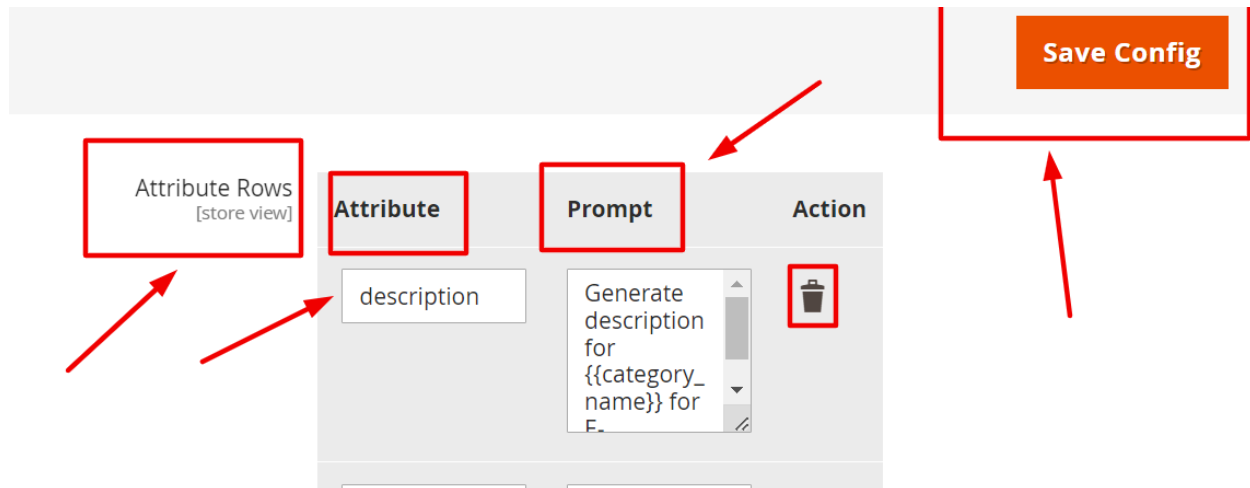 Save Config
Attribute Rows
[store view]
Attribute
Prompt
Action
description
Generate
description
for
{{category_
name}} for
E-